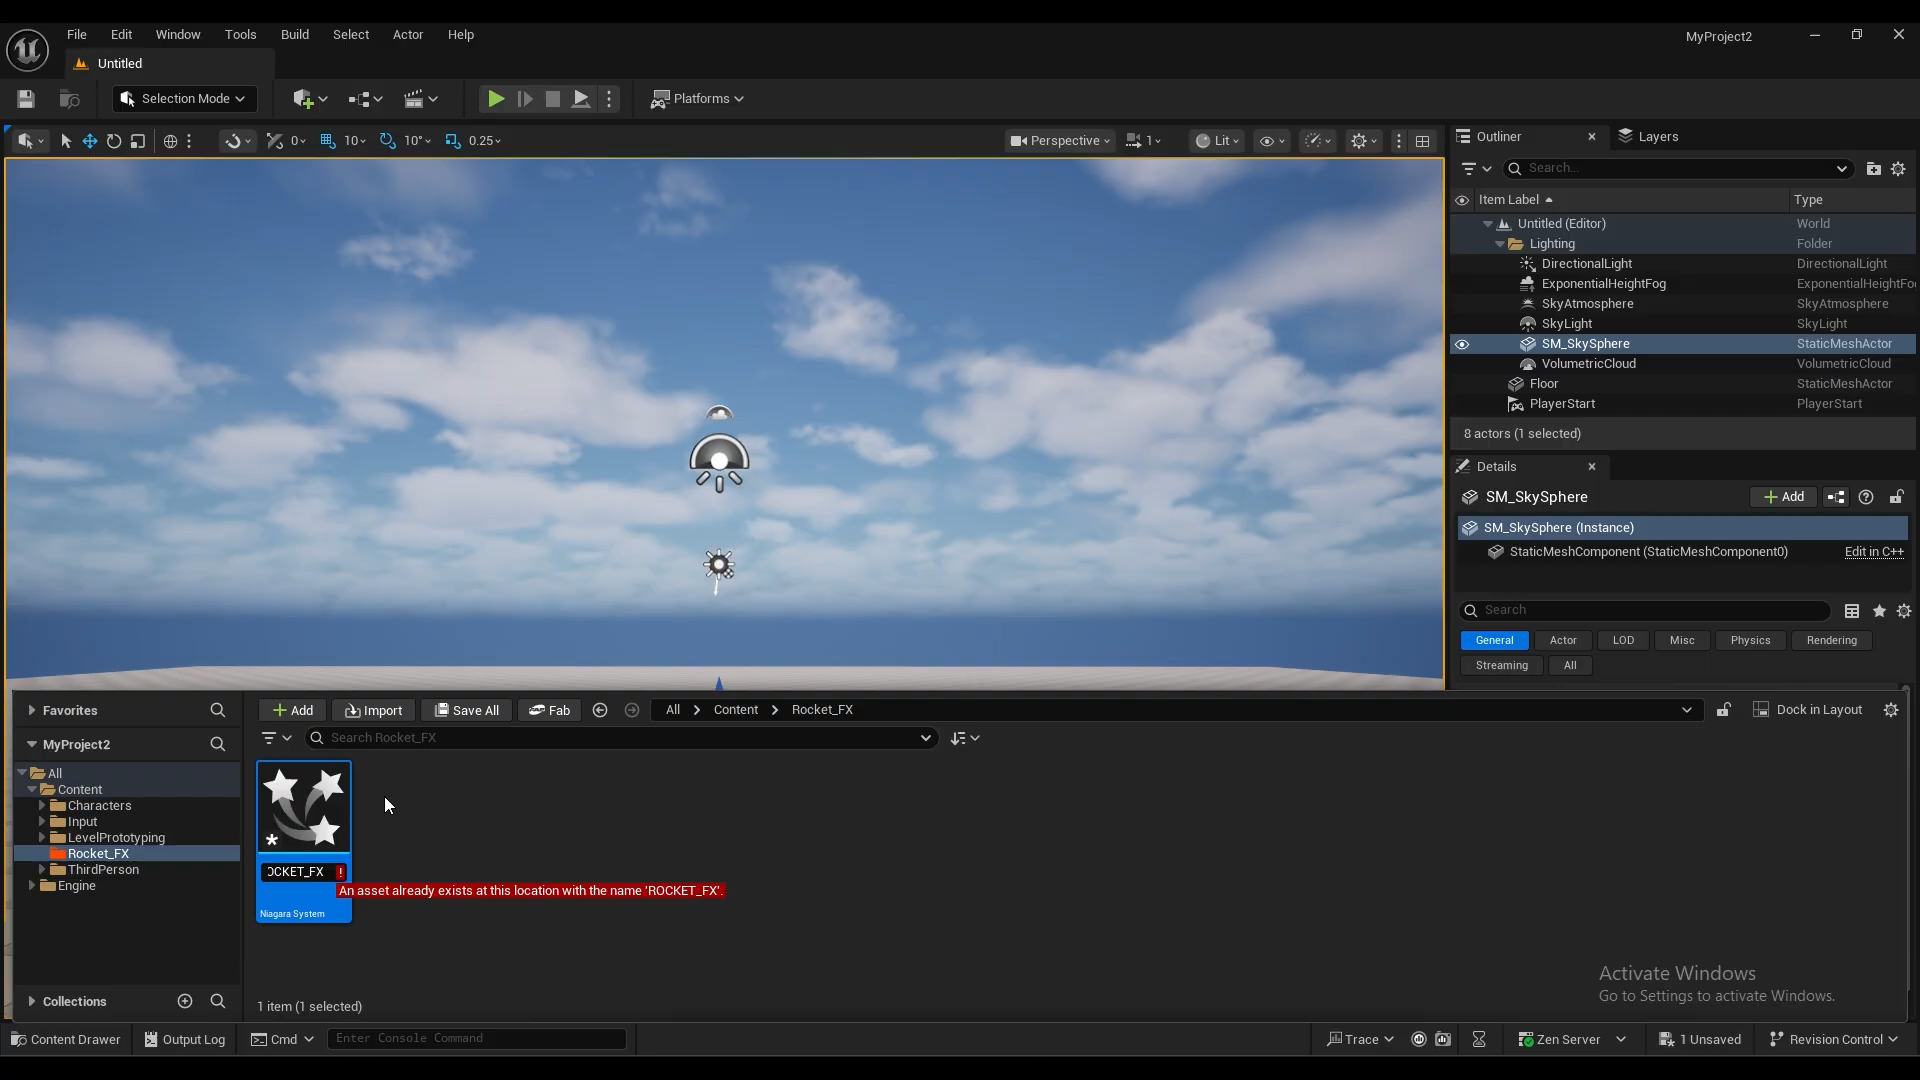 File Edit Window Tools Build Select Actor Help
MyProject2
Untitled
Selection Mode
Platforms
0 10 10° 0.25
Perspective 1 Lit
Outliner Layers
Search...
Item Label Type
Untitled (Editor) World
Lighting Folder
DirectionalLight DirectionalLight
ExponentialHeightFog ExponentialHeightFo
SkyAtmosphere SkyAtmosphere
SkyLight SkyLight
SM_SkySphere StaticMeshActor
VolumetricCloud VolumetricCloud
Floor StaticMeshActor
PlayerStart PlayerStart
8 actors (1 selected)
Details
SM_SkySphere Add
SM_SkySphere (Instance)
StaticMeshComponent (StaticMeshComponent0) Edit in C++
Search
General Actor LOD Misc Physics Rendering
Streaming All
Favorites
Add Import Save All Fab All Content Rocket_FX Dock in Layout
MyProject2
Search Rocket_FX
All
Content
Characters
Input
LevelPrototyping
Rocket_FX
ThirdPerson
Engine
OCKET_FX !
An asset already exists at this location with the name 'ROCKET_FX'.
Niagara System
Collections
1 item (1 selected)
Activate Windows
Go to Settings to activate Windows.
Content Drawer Output Log Cmd Enter Console Command Trace Zen Server 1 Unsaved Revision Control